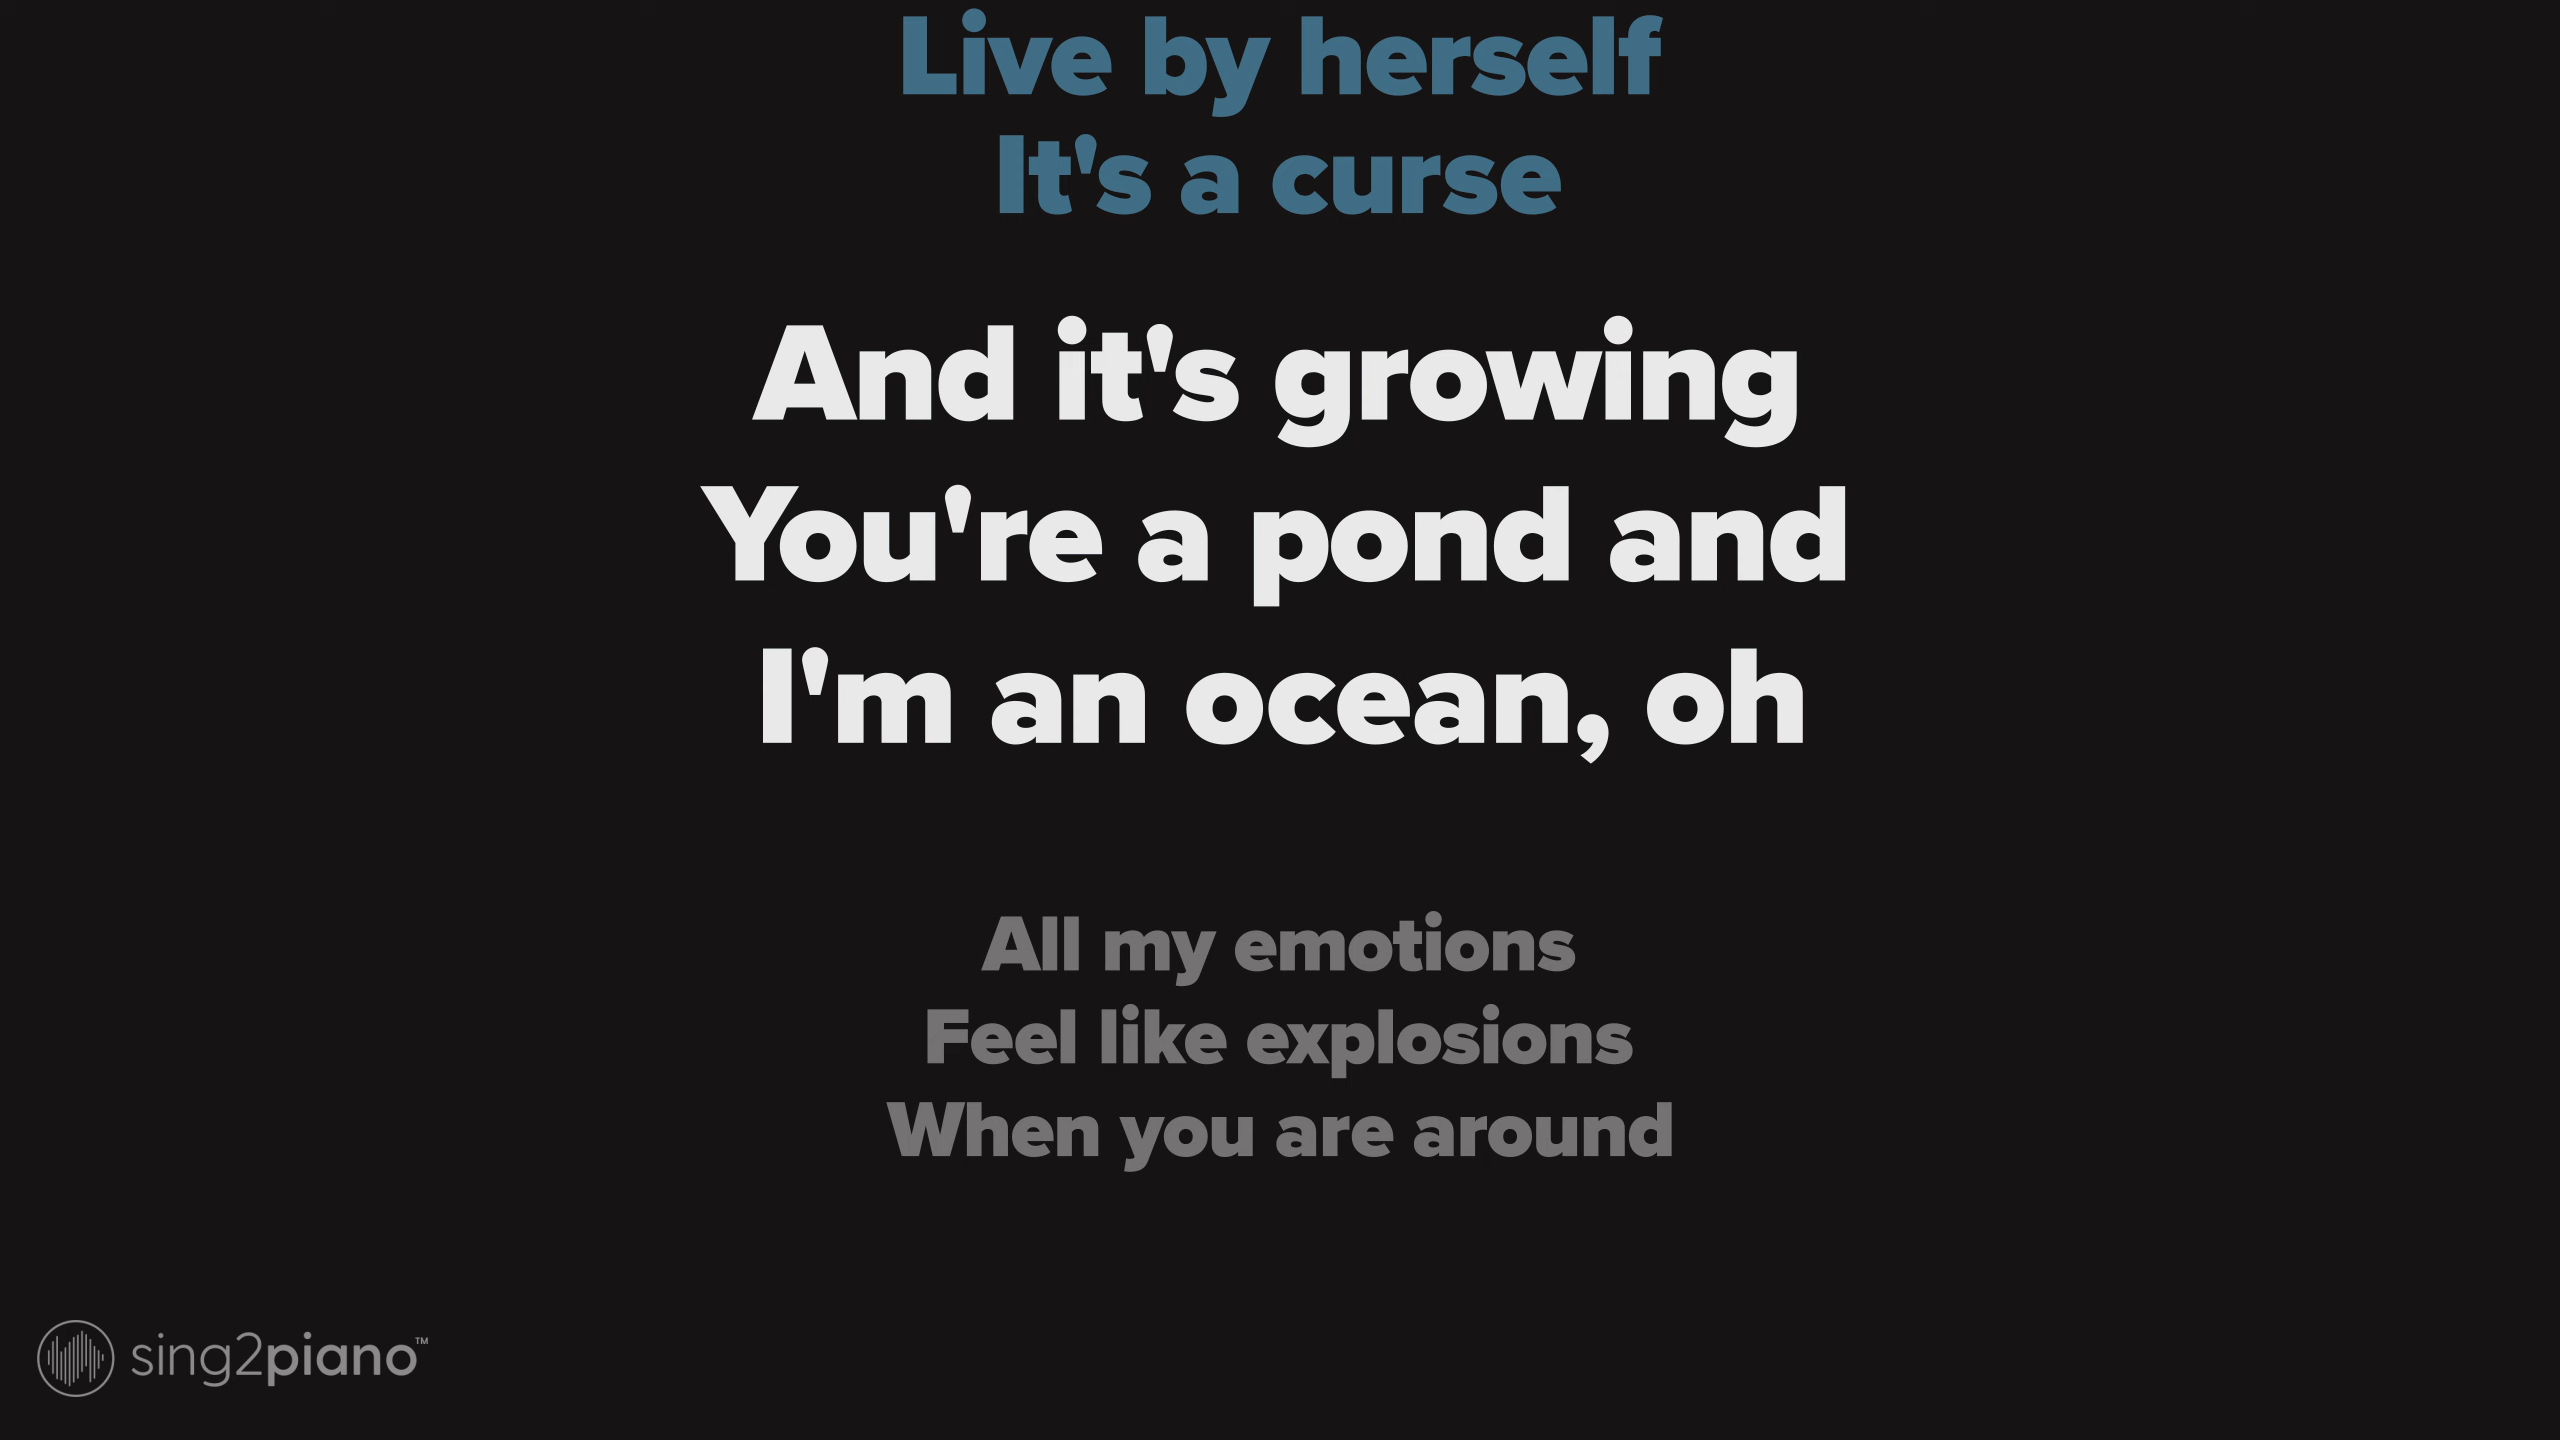 Live by herself
It's a curse
And it's growing
You're a pond and
I'm an ocean, oh
All my emotions
Feel like explosions
When you are around
sing2piano™